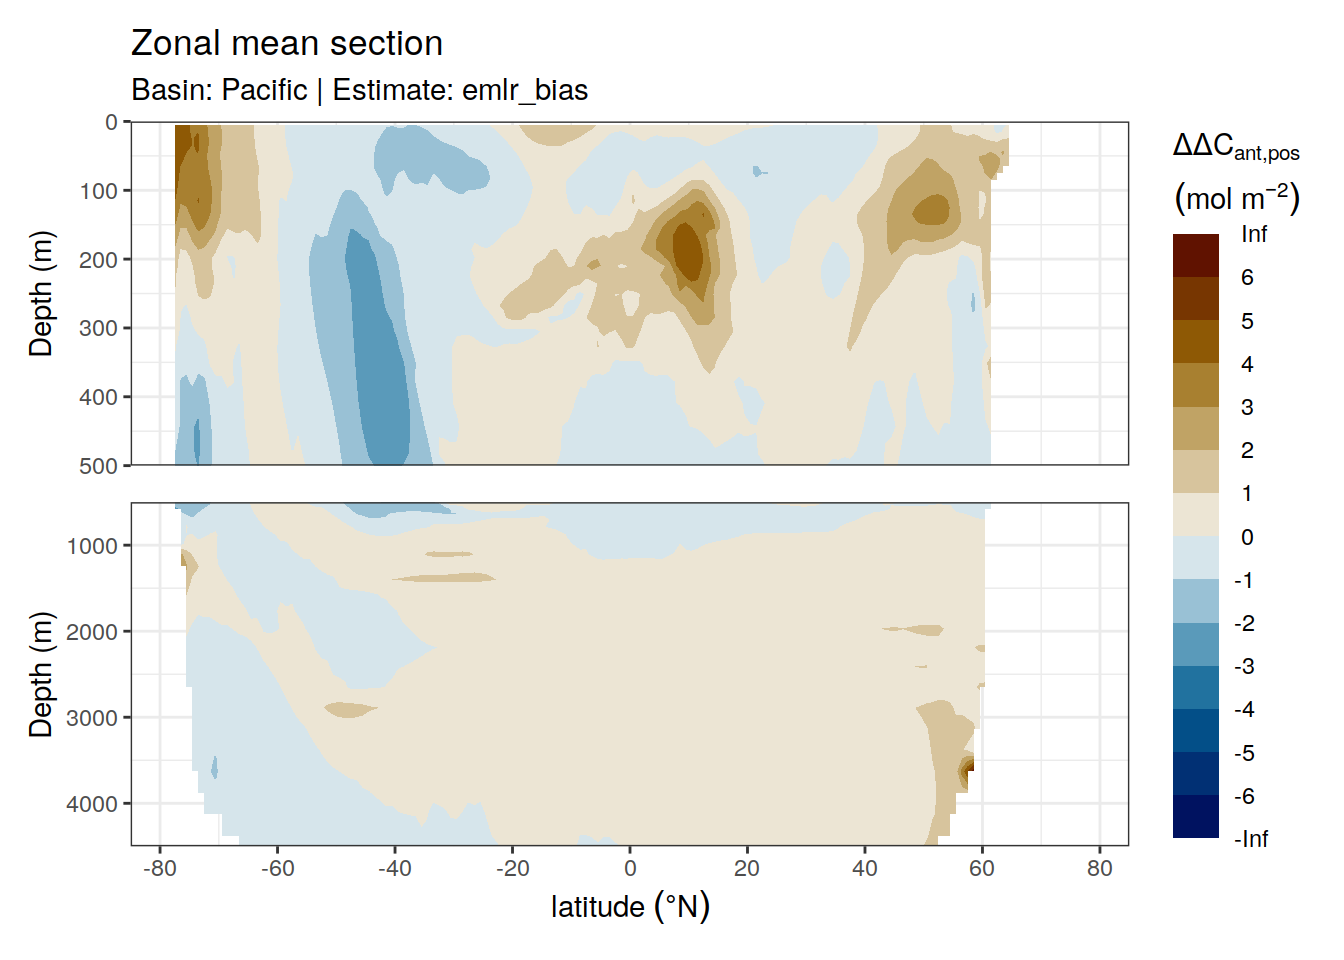 Zonal mean section
Basin: Pacific | Estimate: emlr_bias
0
100
200
300
400
500
Depth (m)
1000
2000
3000
4000
Depth (m)
-80 -60 -40 -20 0 20 40 60 80
latitude (°N)
ΔΔC_ant,pos
(mol m⁻²)
Inf
6
5
4
3
2
1
0
-1
-2
-3
-4
-5
-6
-Inf